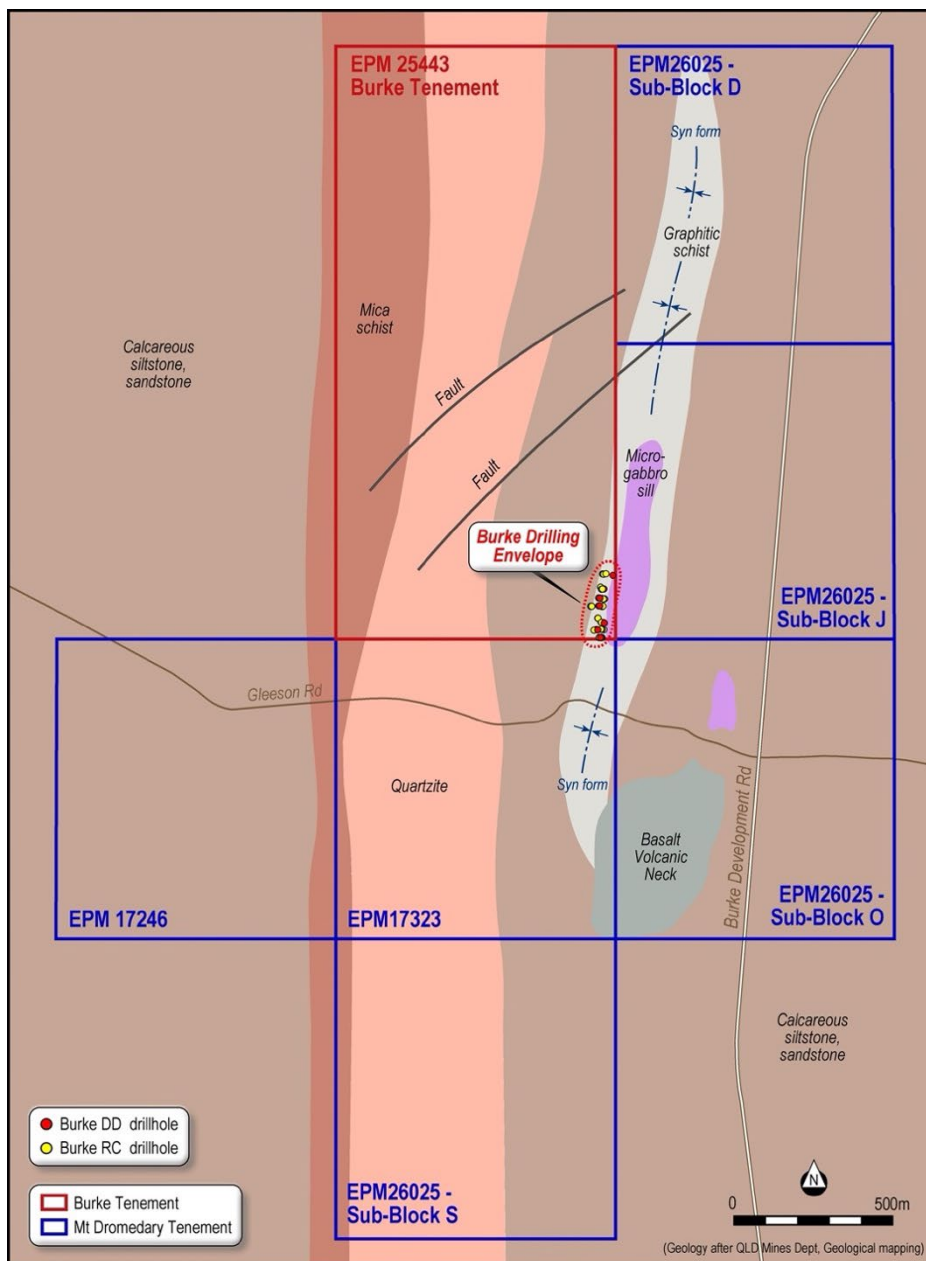 EPM 25443
Burke Tenement
EPM26025 -
Sub-Block D
Syn form
Graphitic
schist
Mica
schist
Calcareous
siltstone,
sandstone
Fault
Fault
Micro-
gabbro
sill
Burke Drilling
Envelope
EPM26025 -
Sub-Block J
Gleeson Rd
Syn form
Quartzite
Basalt
Volcanic
Neck
Burke Development Rd
EPM 17246
EPM17323
EPM26025 -
Sub-Block O
Calcareous
siltstone,
sandstone
Burke DD drillhole
Burke RC drillhole
Burke Tenement
Mt Dromedary Tenement
EPM26025 -
Sub-Block S
N
0 500m
(Geology after QLD Mines Dept, Geological mapping)